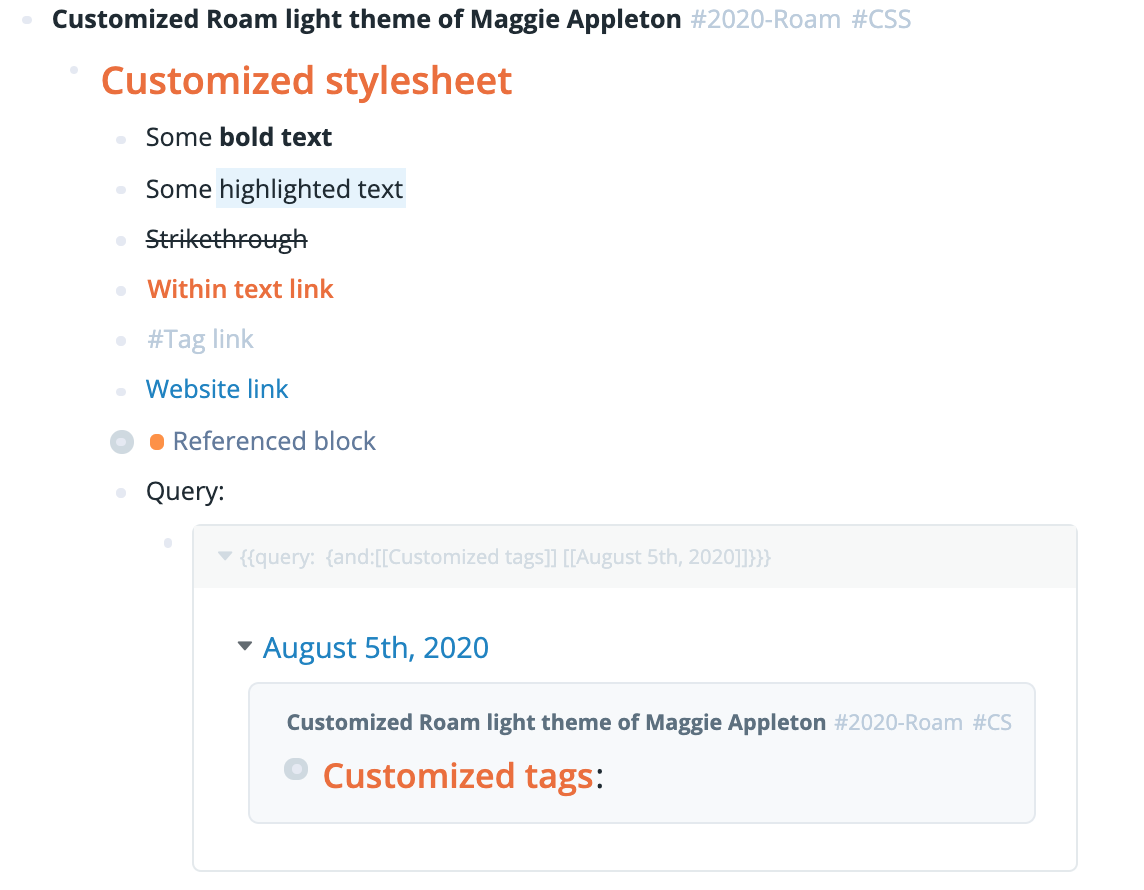 Customized Roam light theme of Maggie Appleton #2020-Roam #CSS
Customized stylesheet
Some bold text
Some highlighted text
Strikethrough
Within text link
#Tag link
Website link
Referenced block
Query:
{{query: {and:[[Customized tags]] [[August 5th, 2020]]}}}
August 5th, 2020
Customized Roam light theme of Maggie Appleton #2020-Roam #CS
Customized tags: